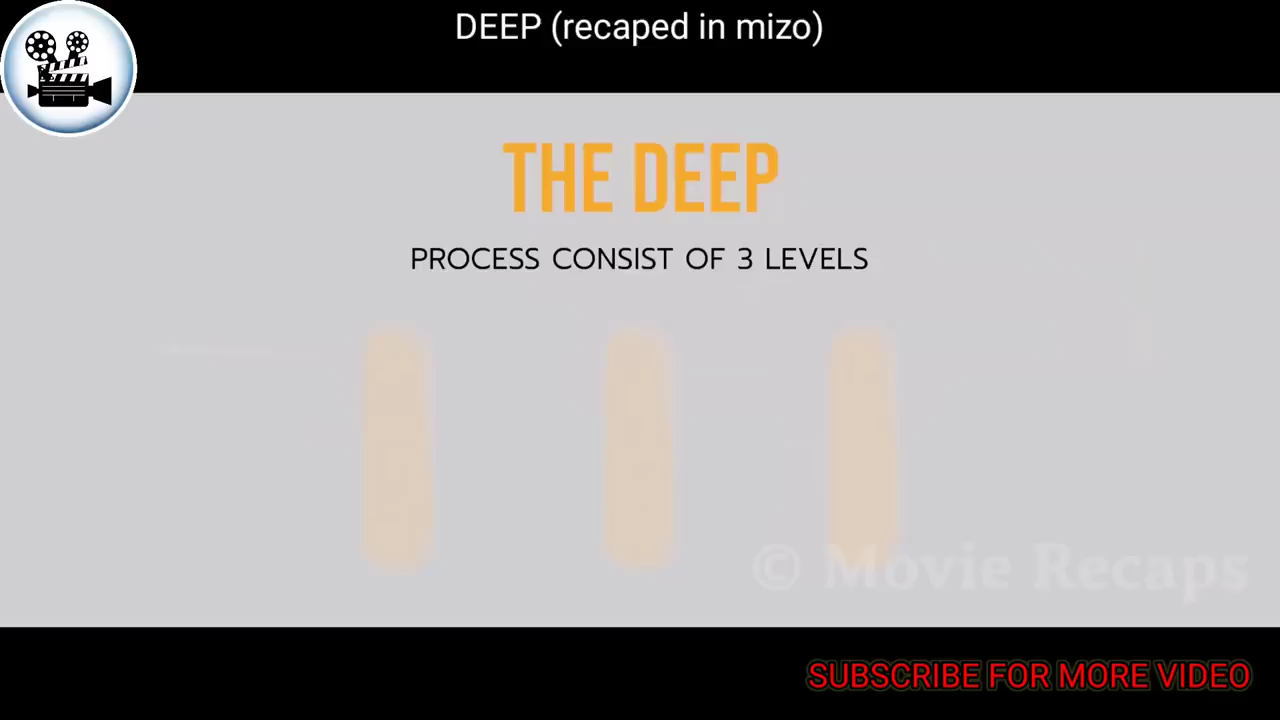 DEEP (recaped in mizo)
THE DEEP
PROCESS CONSIST OF 3 LEVELS
© Movie Recaps
SUBSCRIBE FOR MORE VIDEO